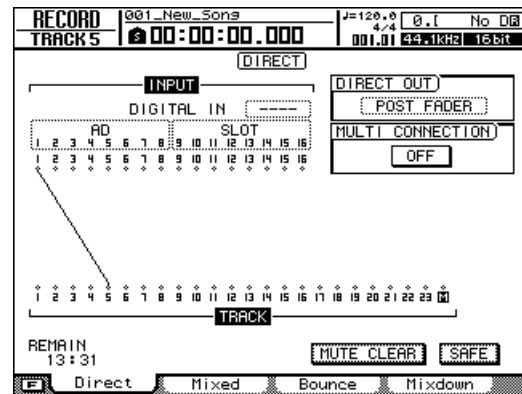 RECORD 001_New_Song ♩=120.0 4/4 0.[ No D
TRACK 5 S 00:00:00.000 001.01 44.1kHz 16bit
DIRECT
INPUT
DIGITAL IN ----
AD SLOT
1 2 3 4 5 6 7 8 9 10 11 12 13 14 15 16
1 2 3 4 5 6 7 8 9 10 11 12 13 14 15 16
DIRECT OUT
POST FADER
MULTI CONNECTION
OFF
1 2 3 4 5 6 7 8 9 10 11 12 13 14 15 16 17 18 19 20 21 22 23 M
TRACK
REMAIN
13:31
MUTE CLEAR SAFE
F Direct Mixed Bounce Mixdown